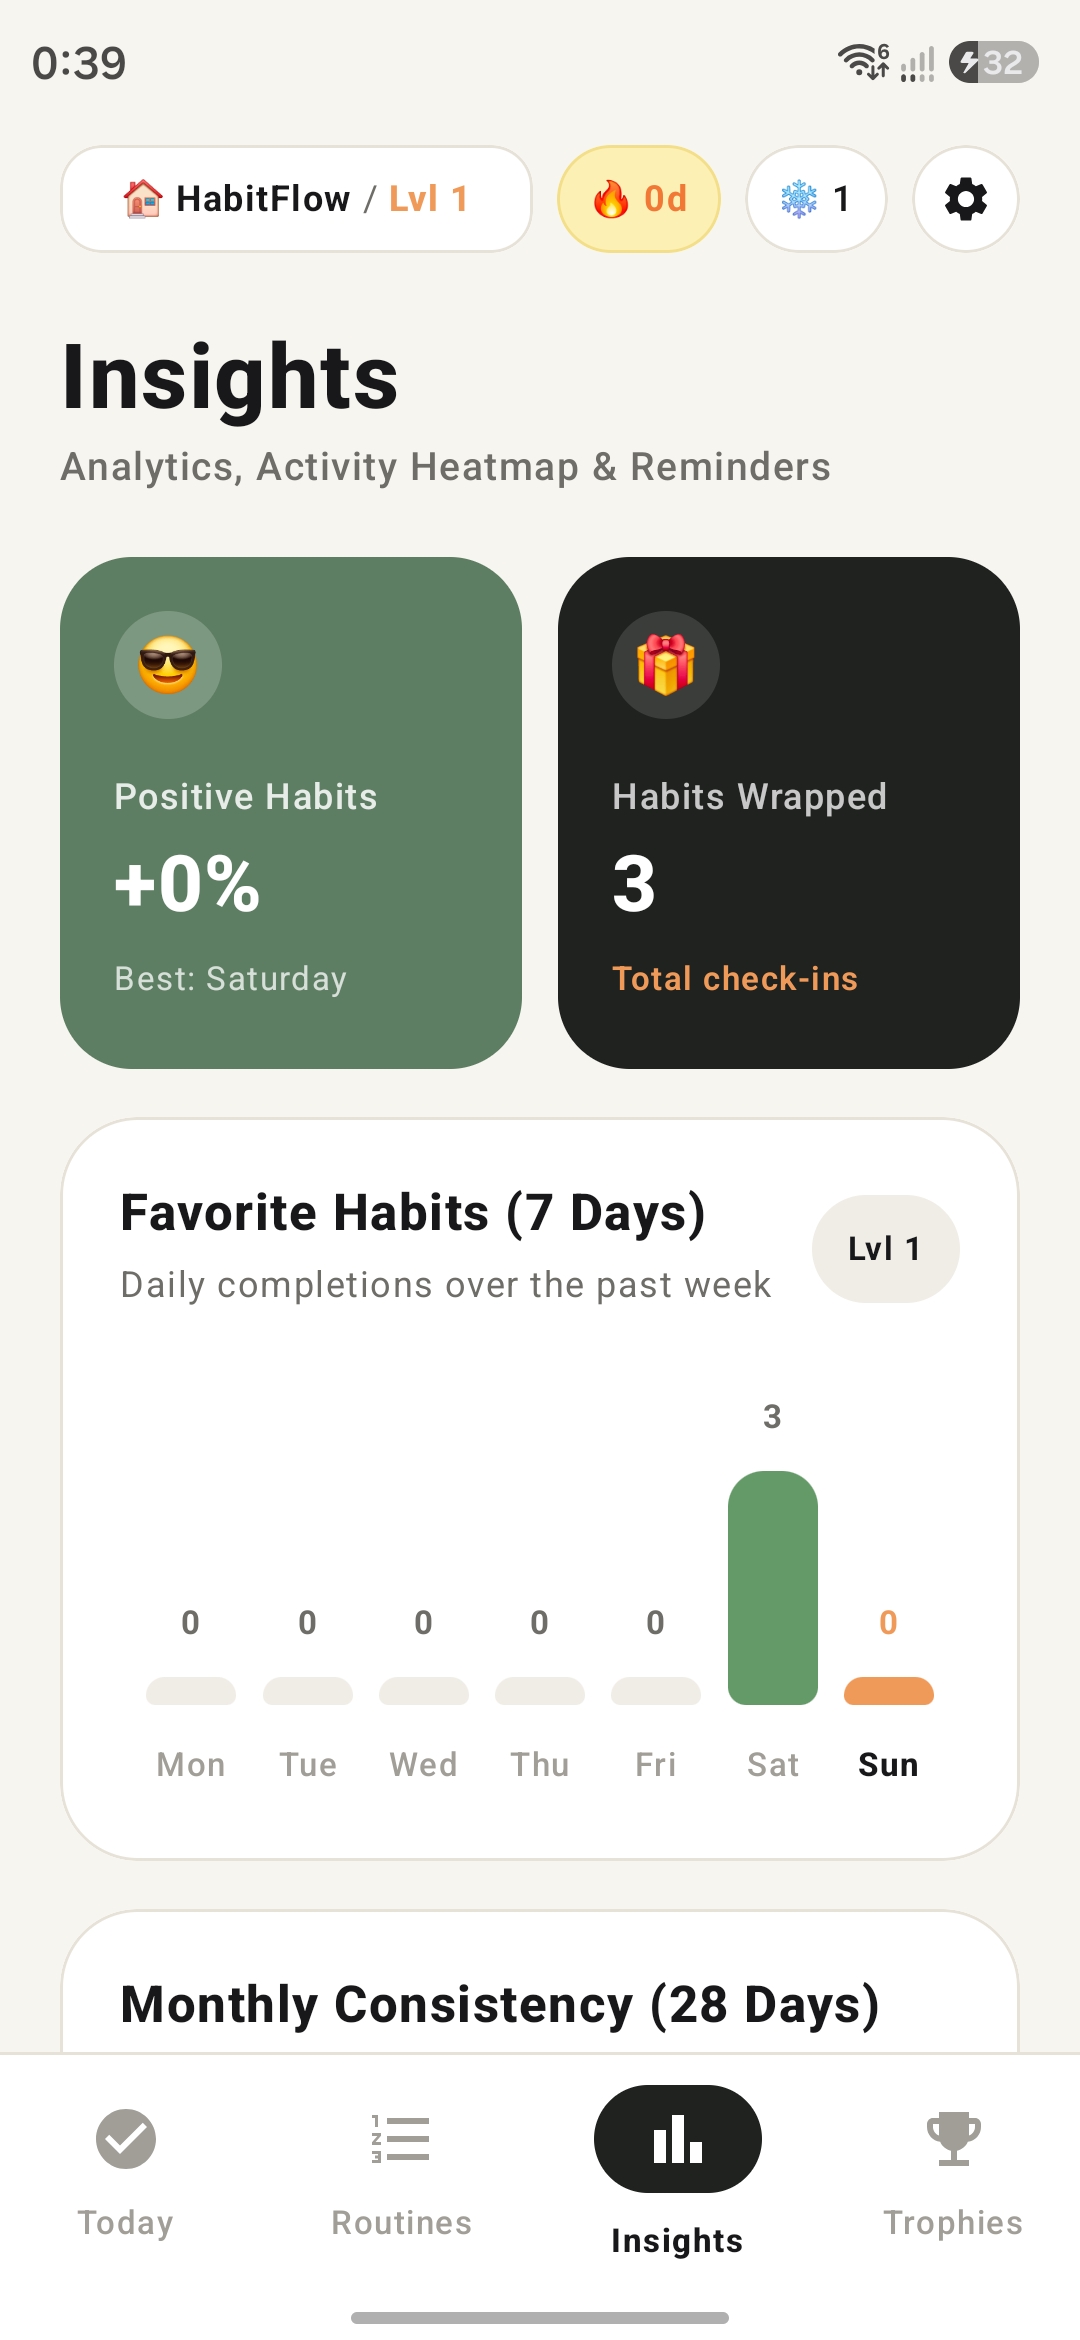 0:39
6
32
HabitFlow / Lvl 1
0d
1
Insights
Analytics, Activity Heatmap & Reminders
Positive Habits
+0%
Best: Saturday
Habits Wrapped
3
Total check-ins
Favorite Habits (7 Days)
Daily completions over the past week
Lvl 1
0 0 0 0 0 3 0
Mon Tue Wed Thu Fri Sat Sun
Monthly Consistency (28 Days)
Today
Routines
Insights
Trophies